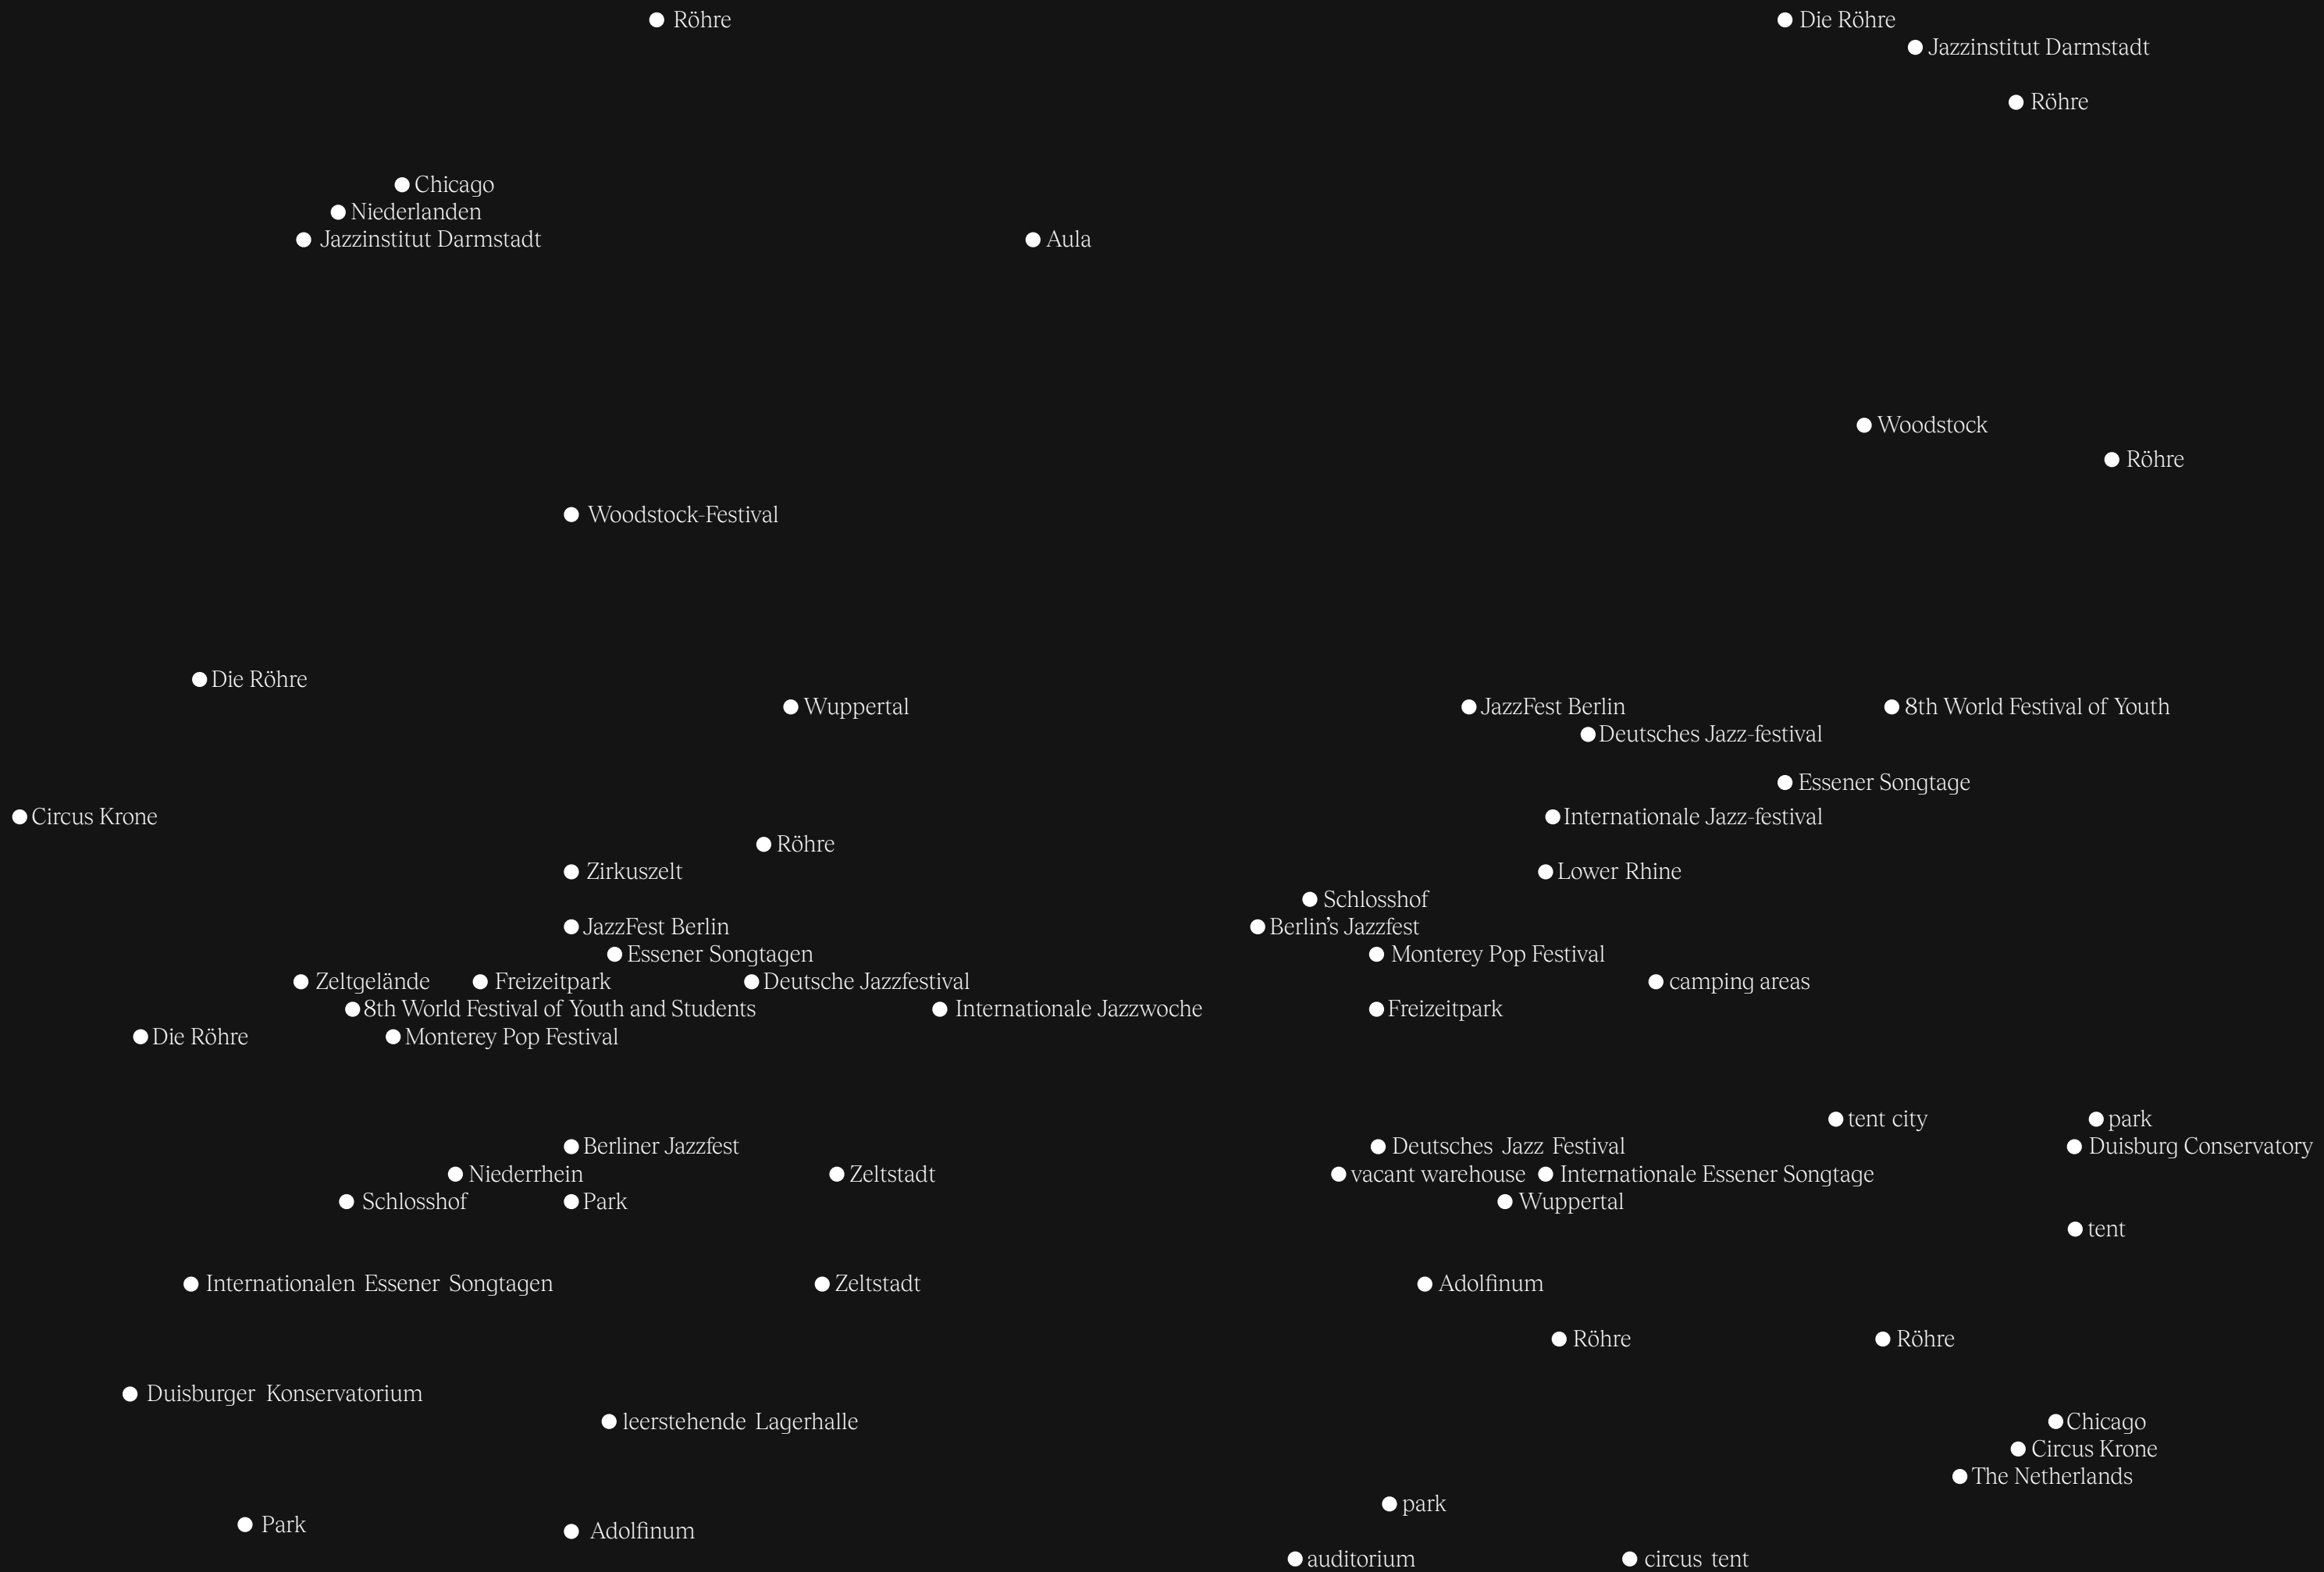 Röhre
Die Röhre
Jazzinstitut Darmstadt
Röhre
Chicago
Niederlanden
Jazzinstitut Darmstadt
Aula
Woodstock
Röhre
Woodstock-Festival
Die Röhre
Wuppertal
JazzFest Berlin
8th World Festival of Youth
Deutsches Jazz-festival
Essener Songtage
Circus Krone
Internationale Jazz-festival
Röhre
Zirkuszelt
Lower Rhine
Schlosshof
JazzFest Berlin
Berlin’s Jazzfest
Essener Songtagen
Monterey Pop Festival
Zeltgelände
Freizeitpark
Deutsche Jazzfestival
camping areas
8th World Festival of Youth and Students
Internationale Jazzwoche
Freizeitpark
Die Röhre
Monterey Pop Festival
tent city
park
Berliner Jazzfest
Deutsches Jazz Festival
Duisburg Conservatory
Niederrhein
Zeltstadt
vacant warehouse
Internationale Essener Songtage
Schlosshof
Park
Wuppertal
tent
Internationalen Essener Songtagen
Zeltstadt
Adolfinum
Röhre
Röhre
Duisburger Konservatorium
leerstehende Lagerhalle
Chicago
Circus Krone
The Netherlands
park
Park
Adolfinum
auditorium
circus tent